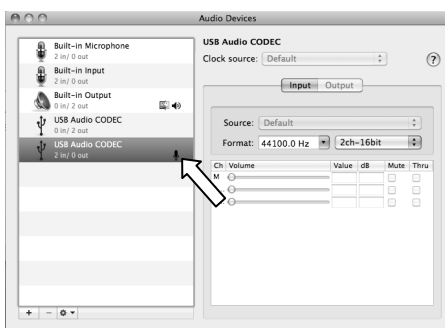 Audio Devices
Built-in Microphone
2 in/ 0 out
Built-in Input
2 in/ 0 out
Built-in Output
0 in/ 2 out
USB Audio CODEC
0 in/ 2 out
USB Audio CODEC
2 in/ 0 out
USB Audio CODEC
Clock source: Default
?
Input Output
Source: Default
Format: 44100.0 Hz 2ch-16bit
Ch Volume Value dB Mute Thru
M
+ -